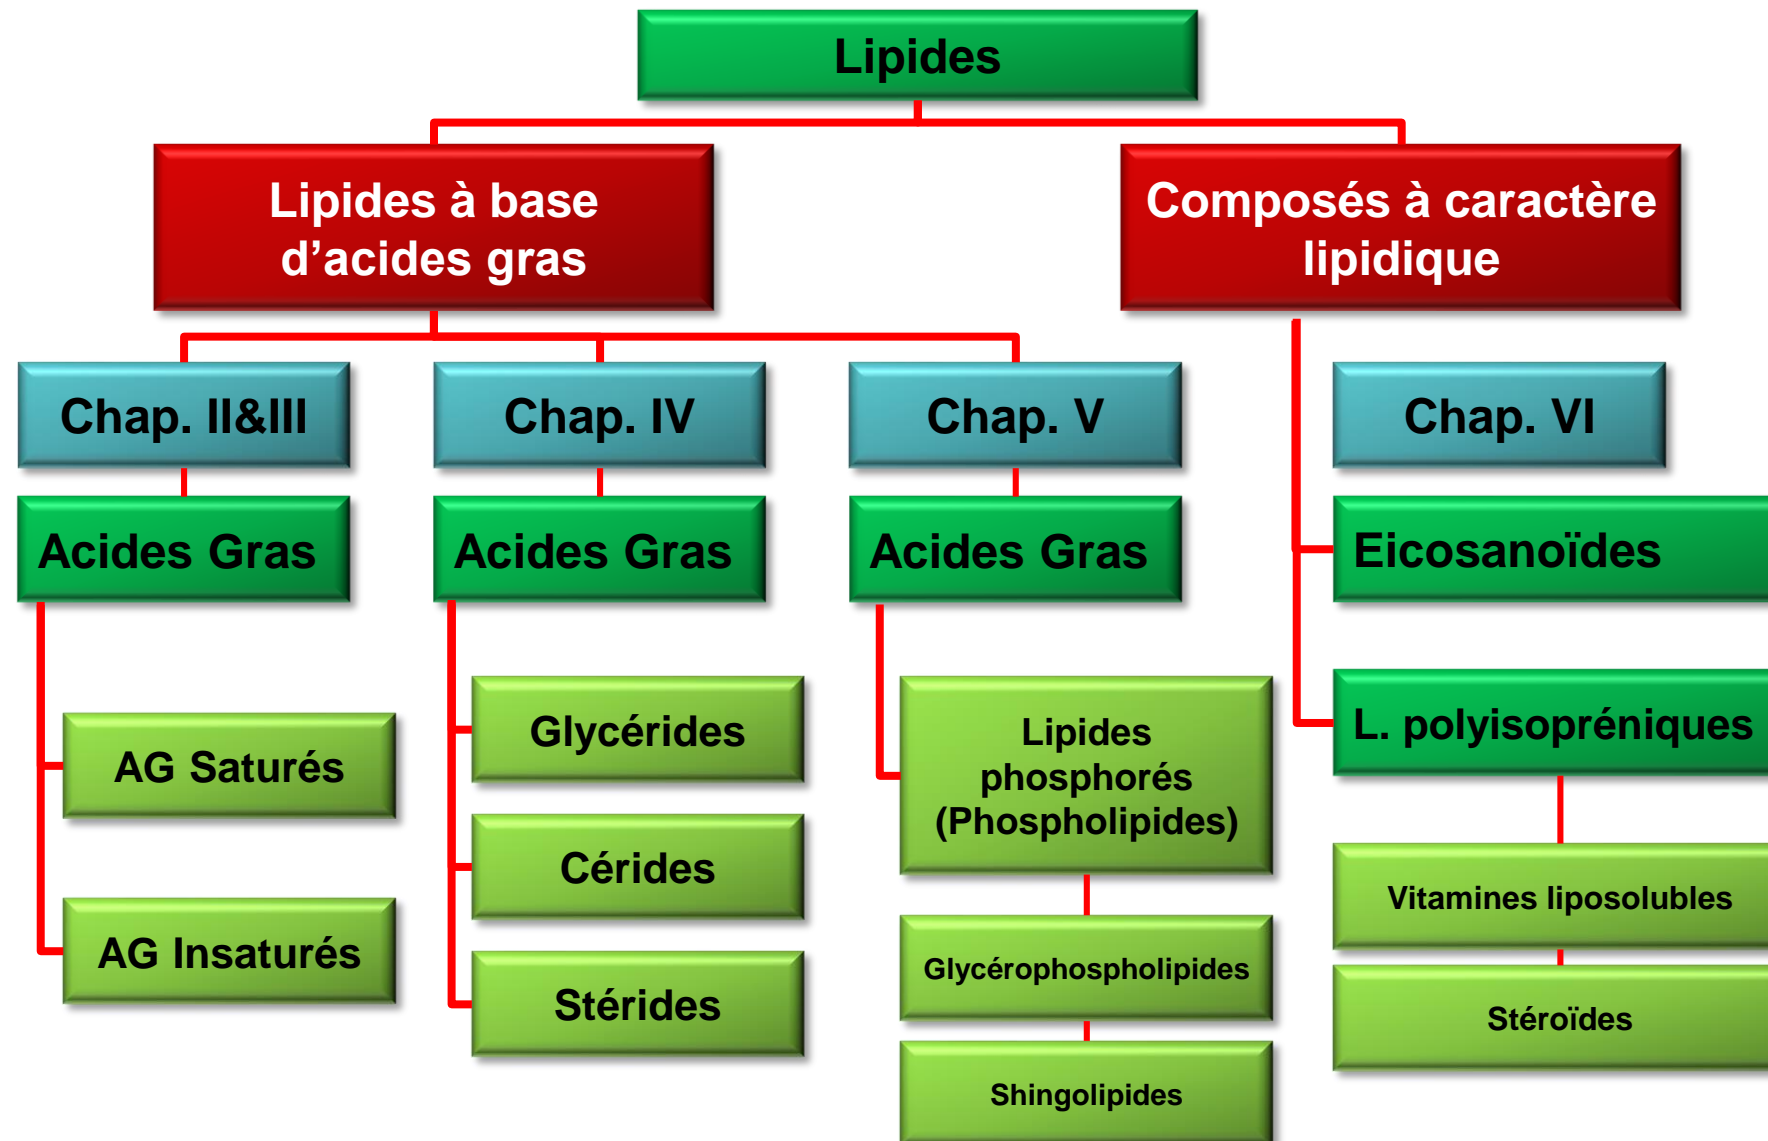 Lipides
Lipides à base
d’acides gras
Composés à caractère
lipidique
Chap. II&III
Chap. IV
Chap. V
Chap. VI
Acides Gras
Acides Gras
Acides Gras
Eicosanoïdes
AG Saturés
AG Insaturés
Glycérides
Cérides
Stérides
Lipides
phosphorés
(Phospholipides)
Glycérophospholipides
Shingolipides
L. polyisopréniques
Vitamines liposolubles
Stéroïdes